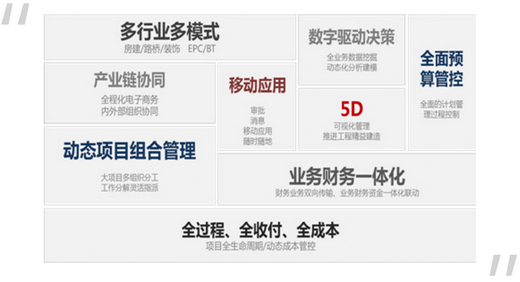 多行业多模式
房建/路桥/装饰 EPC/BT
数字驱动决策
全业务数据挖掘
动态化分析建模
全面预
算管控
全面的计划管
理过程控制
产业链协同
全程化电子商务
内外部组织协同
移动应用
审批
消息
移动应用
随时随地
5D
可视化管理
推进工程精益建造
动态项目组合管理
大项目多组织分工
工作分解灵活指派
业务财务一体化
财务业务双向传输、业务财务资金一体化联动
全过程、全收付、全成本
项目全生命周期/动态成本管控